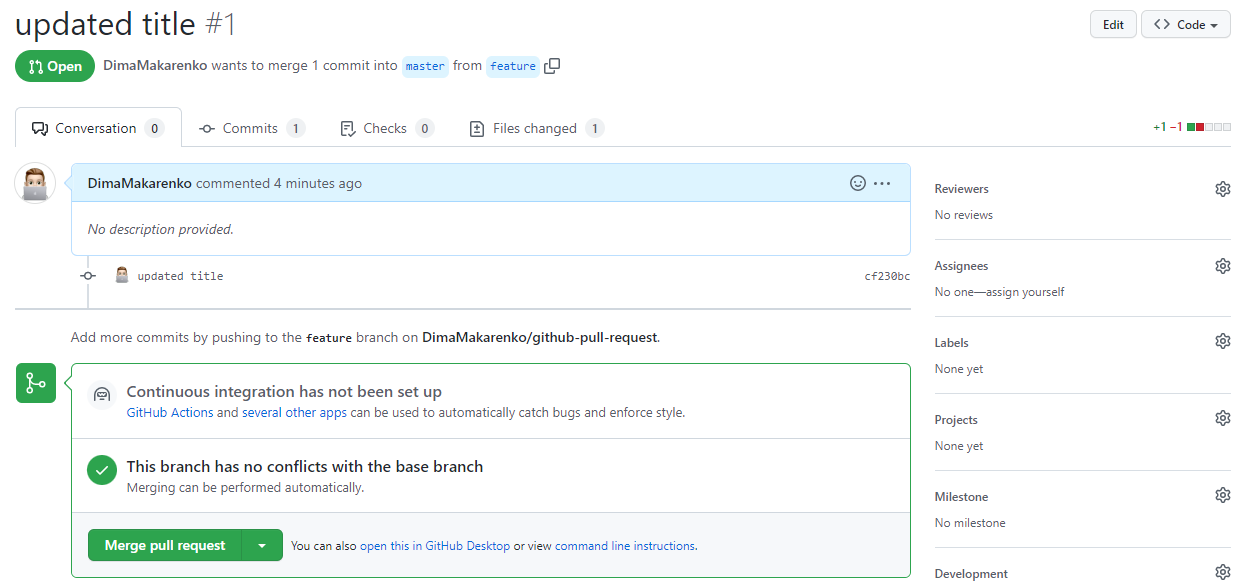 updated title #1
Edit
<> Code
Open
DimaMakarenko wants to merge 1 commit into master from feature
Conversation 0
Commits 1
Checks 0
Files changed 1
+1 −1
DimaMakarenko commented 4 minutes ago
No description provided.
updated title
cf230bc
Add more commits by pushing to the feature branch on DimaMakarenko/github-pull-request.
Continuous integration has not been set up
GitHub Actions and several other apps can be used to automatically catch bugs and enforce style.
This branch has no conflicts with the base branch
Merging can be performed automatically.
Merge pull request
You can also open this in GitHub Desktop or view command line instructions.
Reviewers
No reviews
Assignees
No one—assign yourself
Labels
None yet
Projects
None yet
Milestone
No milestone
Development